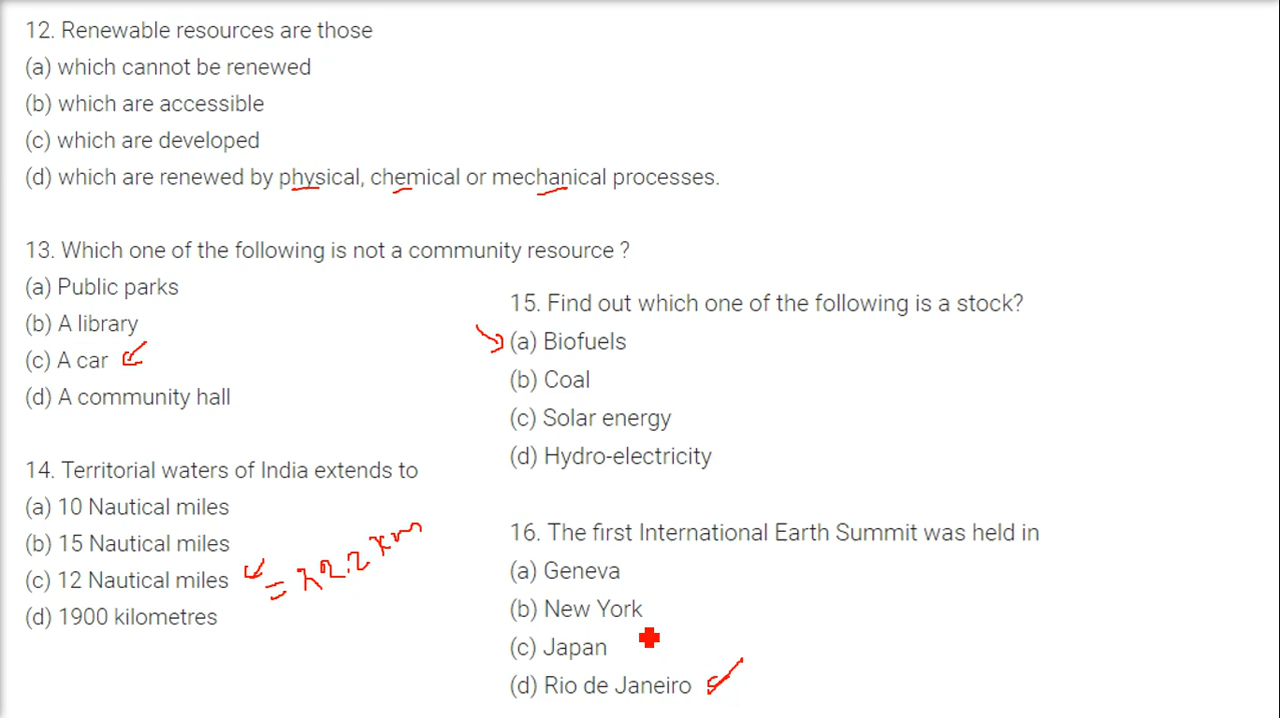 12. Renewable resources are those
(a) which cannot be renewed
(b) which are accessible
(c) which are developed
(d) which are renewed by physical, chemical or mechanical processes.
13. Which one of the following is not a community resource ?
(a) Public parks
(b) A library
(c) A car
(d) A community hall
14. Territorial waters of India extends to
(a) 10 Nautical miles
(b) 15 Nautical miles
(c) 12 Nautical miles = 22.2 km
(d) 1900 kilometres
15. Find out which one of the following is a stock?
(a) Biofuels
(b) Coal
(c) Solar energy
(d) Hydro-electricity
16. The first International Earth Summit was held in
(a) Geneva
(b) New York
(c) Japan
(d) Rio de Janeiro